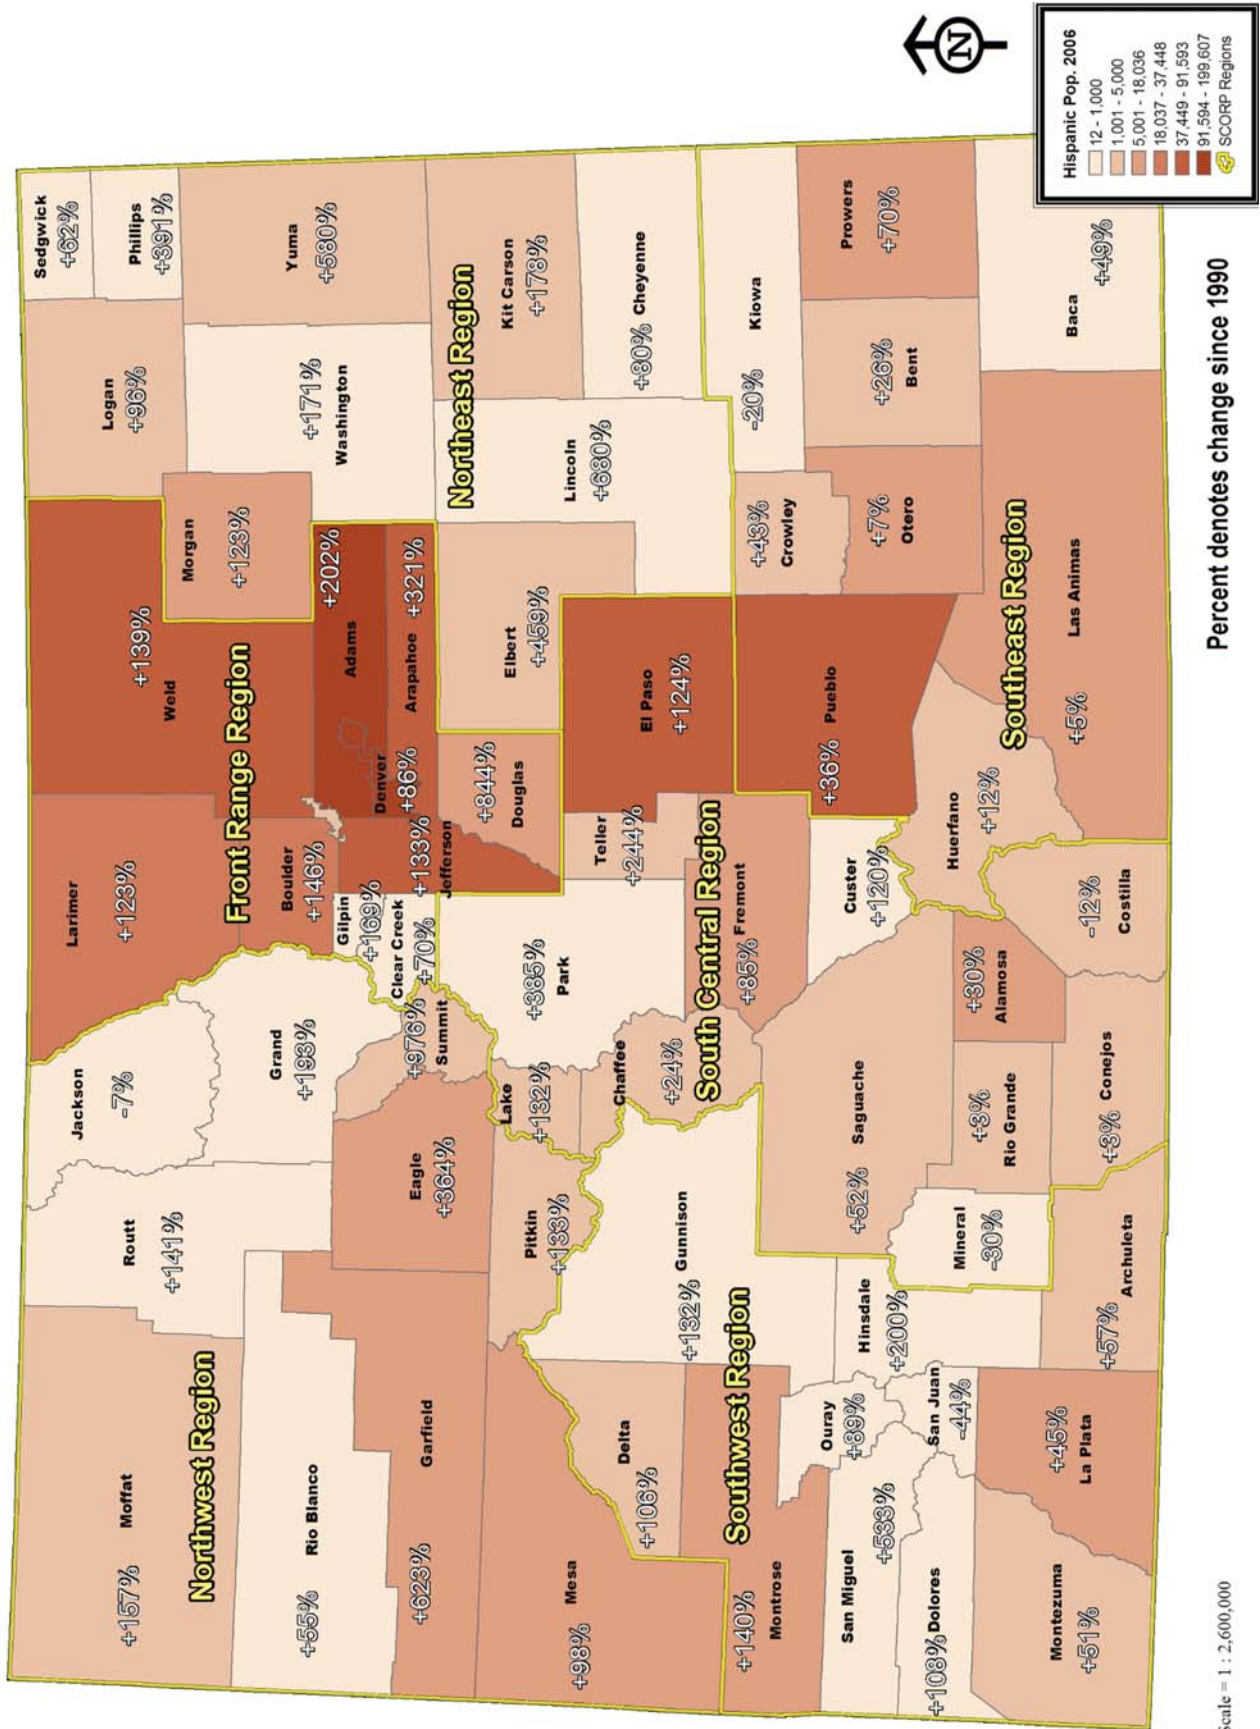 Moffat
+157%
Routt
+141%
Jackson
-7%
Larimer
+123%
Weld
+139%
Logan
+96%
Sedgwick
+62%
Phillips
+391%
Northwest Region
Rio Blanco
+55%
Grand
+193%
Front Range Region
Boulder
+146%
Morgan
+123%
+171%
Washington
Yuma
+580%
Gilpin
+169%
Clear Creek
+70%
Adams
+202%
Denver
+86%
Arapahoe
+321%
+133%
Jefferson
Garfield
+623%
Eagle
+364%
+976%
Summit
Northeast Region
Kit Carson
+178%
+844%
Douglas
Elbert
+459%
Lincoln
+680%
+80%
Cheyenne
Mesa
+98%
Pitkin
+133%
Lake
+132%
+385%
Park
Delta
+106%
Gunnison
+132%
Chaffee
+24%
Teller
+244%
El Paso
+124%
South Central Region
Fremont
+85%
Southwest Region
Montrose
+140%
Kiowa
-20%
+43%
Crowley
Pueblo
+36%
Prowers
+70%
+26%
Bent
+7%
Otero
Custer
+120%
Saguache
+52%
Hinsdale
+200%
Ouray
+89%
San Miguel
+533%
San Juan
-44%
Dolores
+108%
Mineral
-30%
+3%
Rio Grande
+30%
Alamosa
Huerfano
+12%
Southeast Region
Las Animas
+5%
Baca
+49%
Montezuma
+51%
+45%
La Plata
Archuleta
+57%
Conejos
+3%
-12%
Costilla
Percent denotes change since 1990
Scale = 1 : 2,600,000
N
Hispanic Pop. 2006
12 - 1,000
1,001 - 5,000
5,001 - 18,036
18,037 - 37,448
37,449 - 91,593
91,594 - 199,607
SCORP Regions